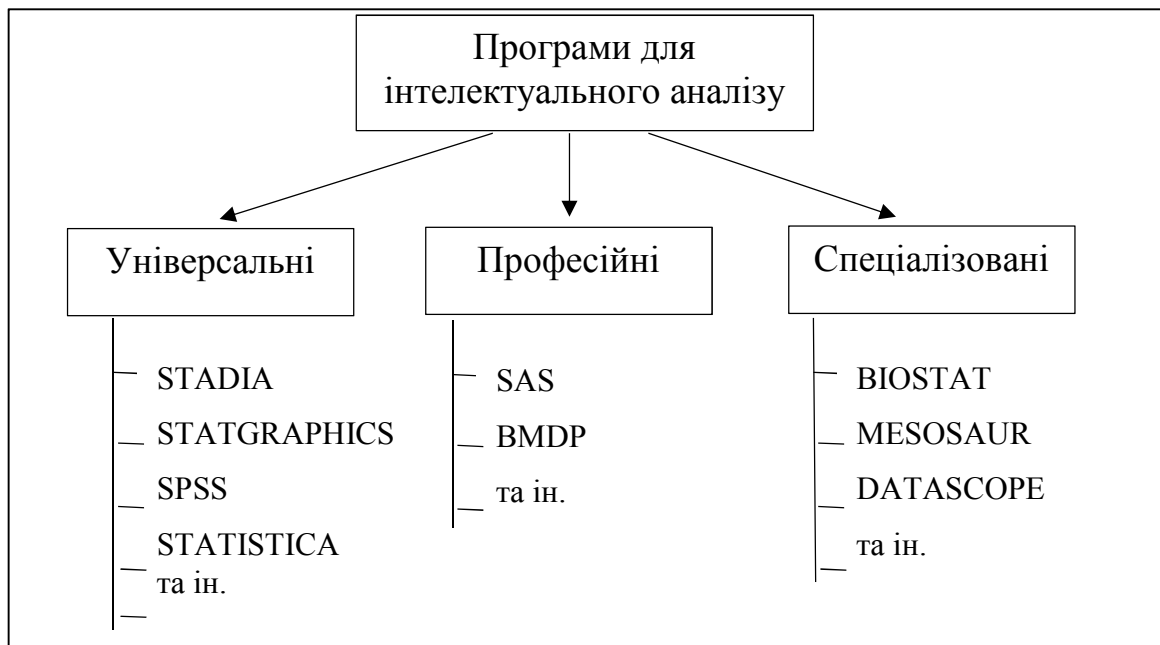 Програми для
інтелектуального аналізу
Універсальні
STADIA
STATGRAPHICS
SPSS
STATISTICA
та ін.
Професійні
SAS
BMDP
та ін.
Спеціалізовані
BIOSTAT
MESOSAUR
DATASCOPE
та ін.